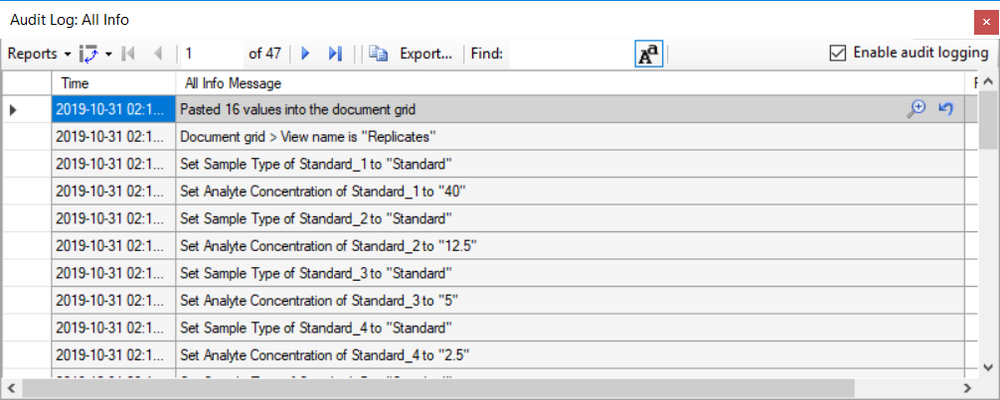 Audit Log: All Info
Reports 1 of 47 Export... Find: Aa Enable audit logging
Time All Info Message
2019-10-31 02:1... Pasted 16 values into the document grid
2019-10-31 02:1... Document grid > View name is "Replicates"
2019-10-31 02:1... Set Sample Type of Standard_1 to "Standard"
2019-10-31 02:1... Set Analyte Concentration of Standard_1 to "40"
2019-10-31 02:1... Set Sample Type of Standard_2 to "Standard"
2019-10-31 02:1... Set Analyte Concentration of Standard_2 to "12.5"
2019-10-31 02:1... Set Sample Type of Standard_3 to "Standard"
2019-10-31 02:1... Set Analyte Concentration of Standard_3 to "5"
2019-10-31 02:1... Set Sample Type of Standard_4 to "Standard"
2019-10-31 02:1... Set Analyte Concentration of Standard_4 to "2.5"